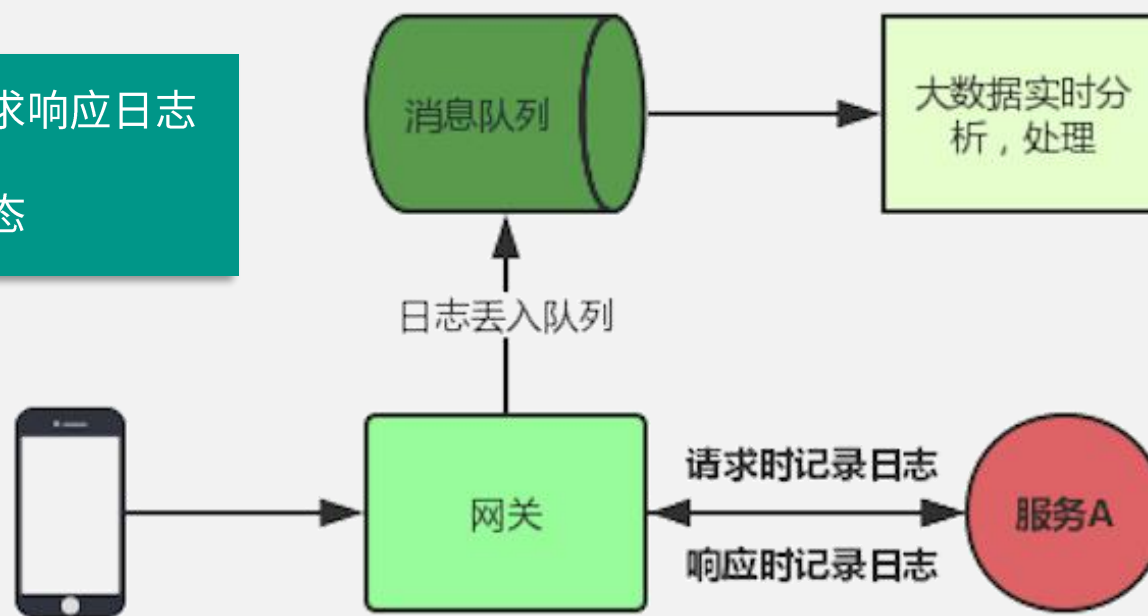 求响应日志
态
消息队列
大数据实时分
析，处理
日志丢入队列
网关
请求时记录日志
响应时记录日志
服务A